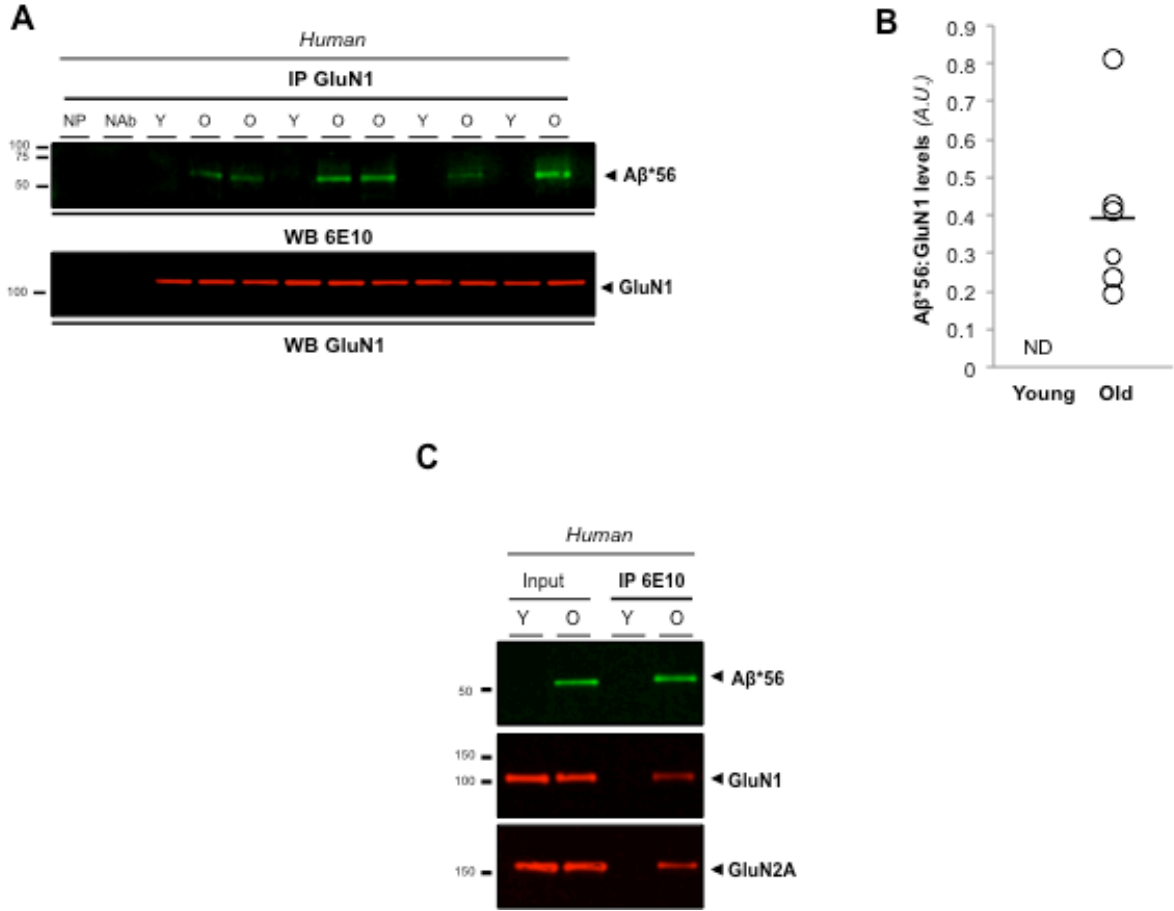 A
Human
IP GluN1
NP NAb Y O O Y O O Y O Y O
100
75
50
Aβ*56
WB 6E10
100
GluN1
WB GluN1
B
Aβ*56:GluN1 levels (A.U.)
0.9
0.8
0.7
0.6
0.5
0.4
0.3
0.2
0.1
0
ND
Young Old
C
Human
Input IP 6E10
Y O Y O
50
Aβ*56
150
100
GluN1
150
GluN2A